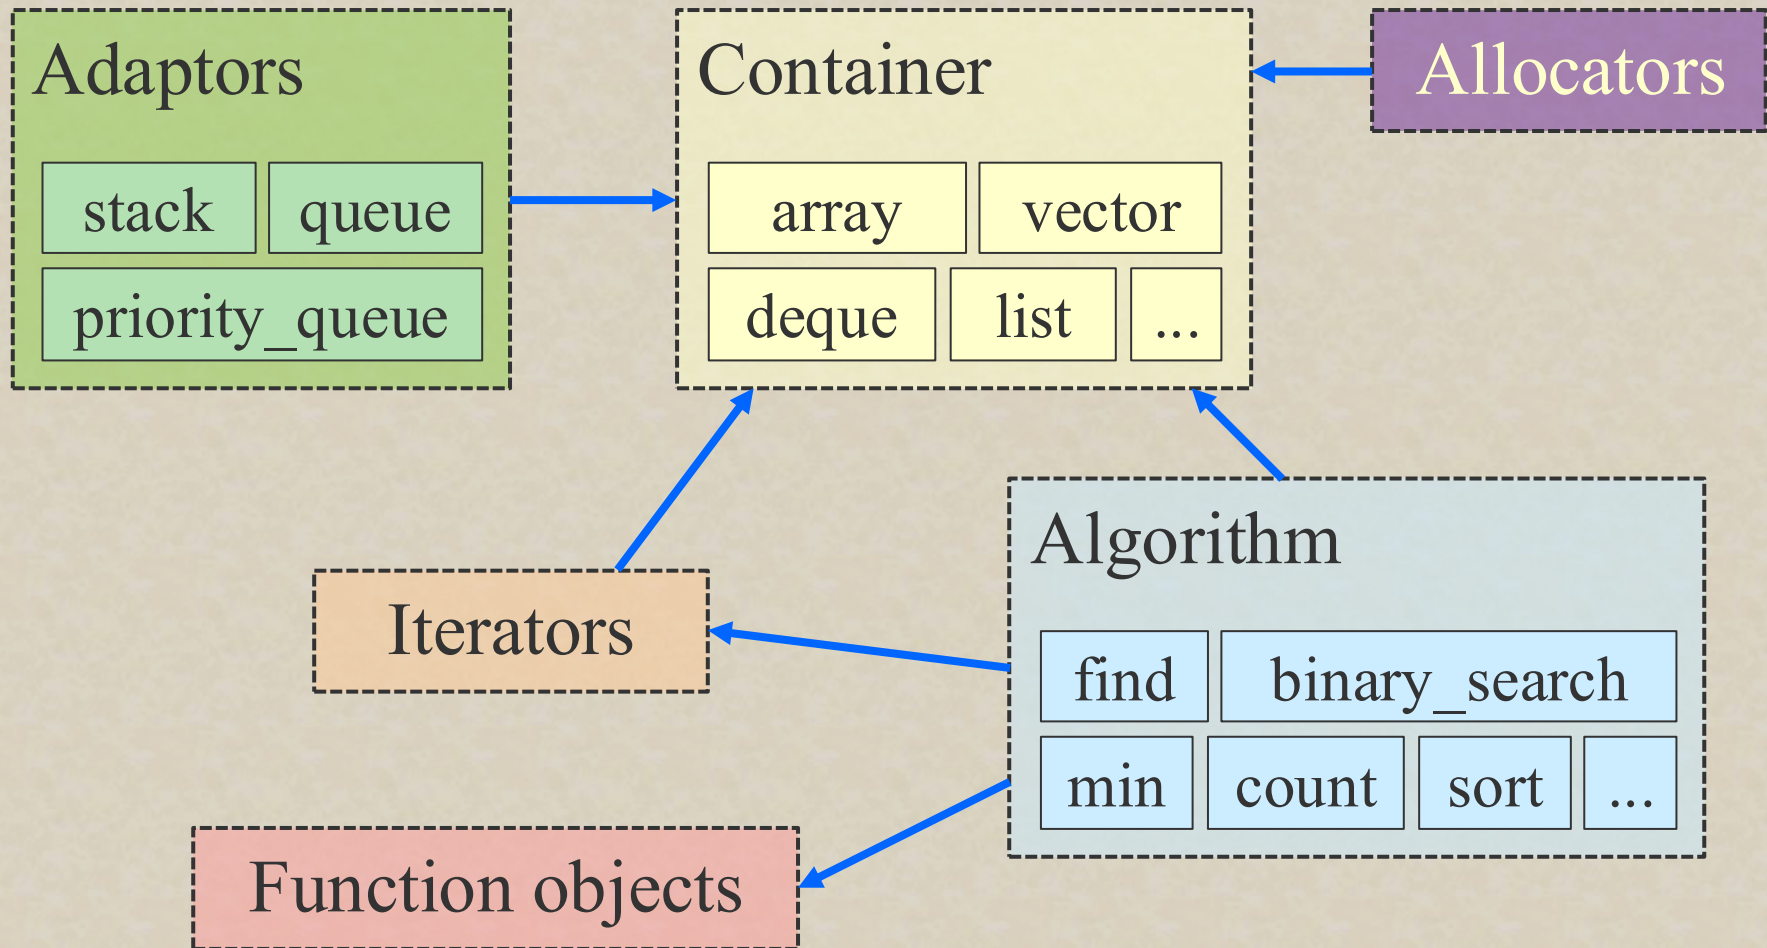 Adaptors
stack queue
priority_queue
Container
array vector
deque list ...
Allocators
Iterators
Algorithm
find binary_search
min count sort ...
Function objects